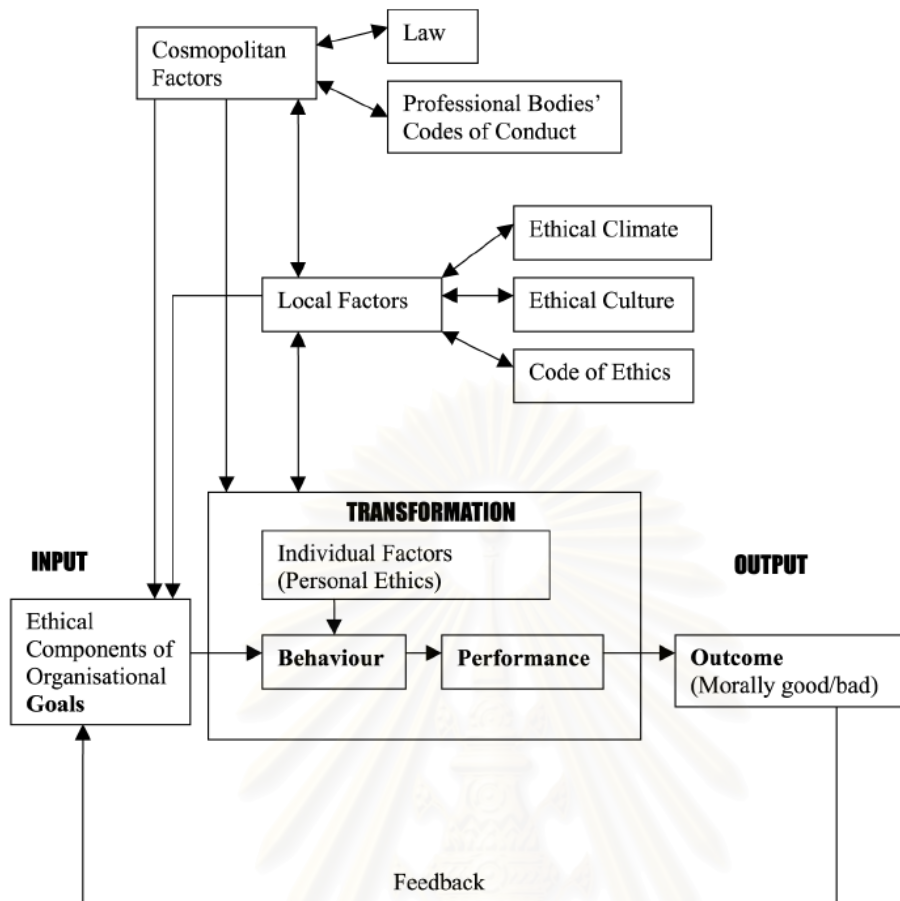 Law
Cosmopolitan
Factors
Professional Bodies’
Codes of Conduct
Ethical Climate
Local Factors
Ethical Culture
Code of Ethics
TRANSFORMATION
Individual Factors
(Personal Ethics)
INPUT
OUTPUT
Ethical
Components of
Organisational
Goals
Behaviour
Performance
Outcome
(Morally good/bad)
Feedback